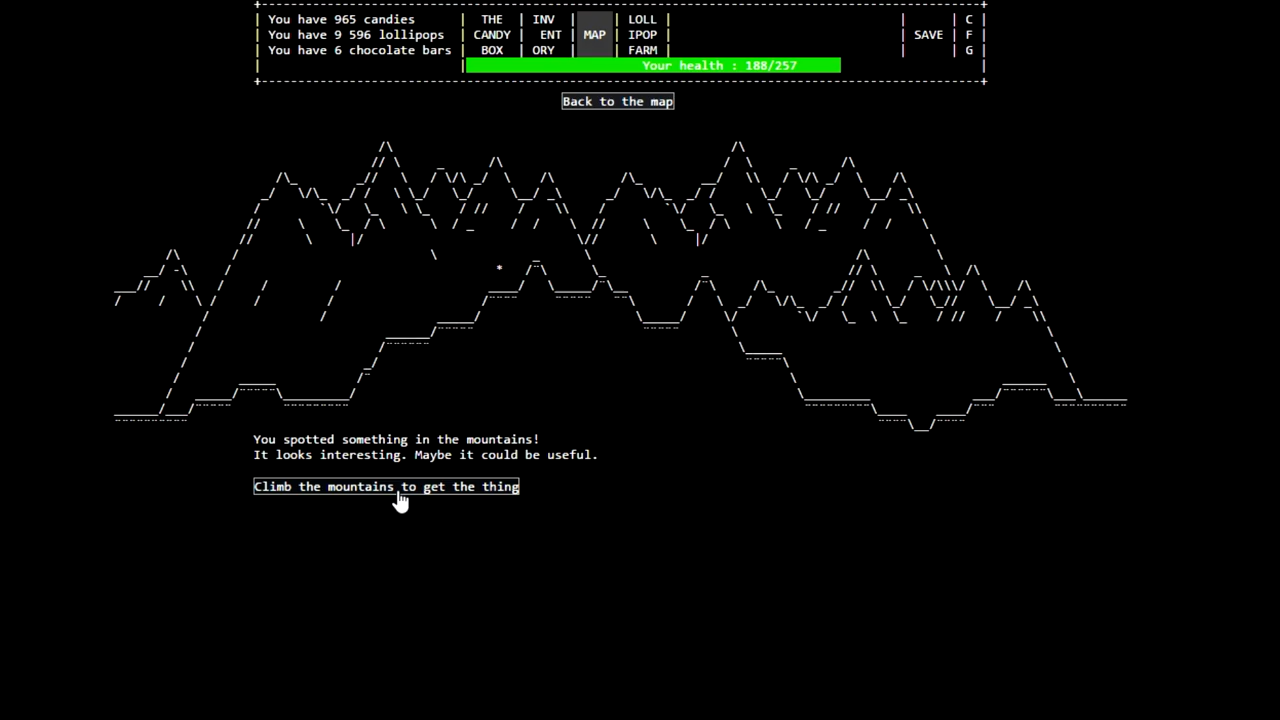 You have 965 candies | THE | INV | | LOLL | | | C |
You have 9 596 lollipops | CANDY | ENT | MAP | IPOP | | SAVE | F |
You have 6 chocolate bars | BOX | ORY | | FARM | | | G |
Your health : 188/257
Back to the map
You spotted something in the mountains!
It looks interesting. Maybe it could be useful.
Climb the mountains to get the thing